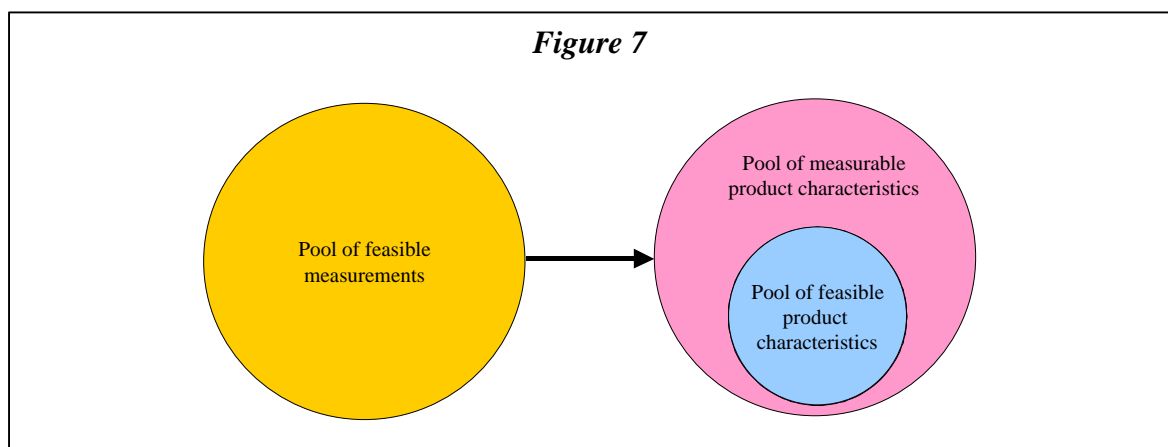 Figure 7
Pool of measurable
product characteristics
Pool of feasible
measurements
Pool of feasible
product
characteristics